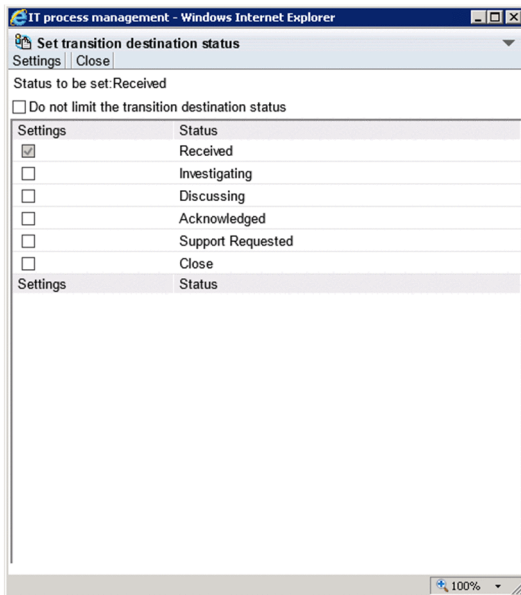 IT process management - Windows Internet Explorer
Set transition destination status
Settings Close
Status to be set:Received
Do not limit the transition destination status
Settings Status
Received
Investigating
Discussing
Acknowledged
Support Requested
Close
Settings Status
100%